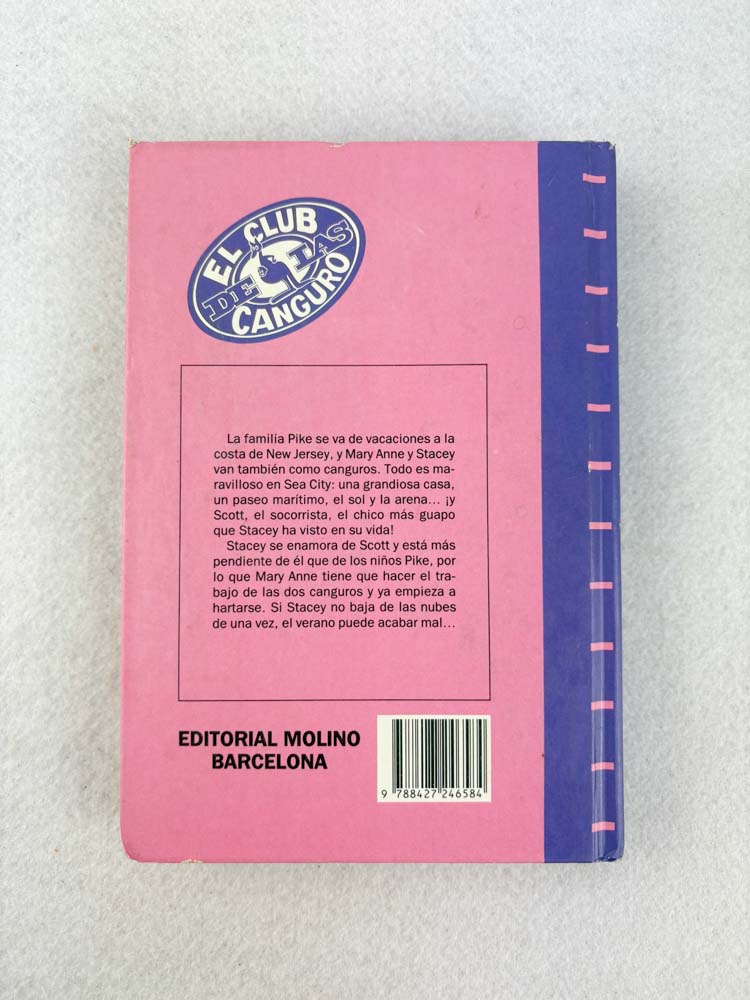 EL CLUB
DE LAS
CANGURO
La familia Pike se va de vacaciones a la
costa de New Jersey, y Mary Anne y Stacey
van también como canguros. Todo es ma-
ravilloso en Sea City: una grandiosa casa,
un paseo marítimo, el sol y la arena... ¡y
Scott, el socorrista, el chico más guapo
que Stacey ha visto en su vida!
Stacey se enamora de Scott y está más
pendiente de él que de los niños Pike, por
lo que Mary Anne tiene que hacer el tra-
bajo de las dos canguros y ya empieza a
hartarse. Si Stacey no baja de las nubes
de una vez, el verano puede acabar mal...
EDITORIAL MOLINO
BARCELONA
9 788427 246584